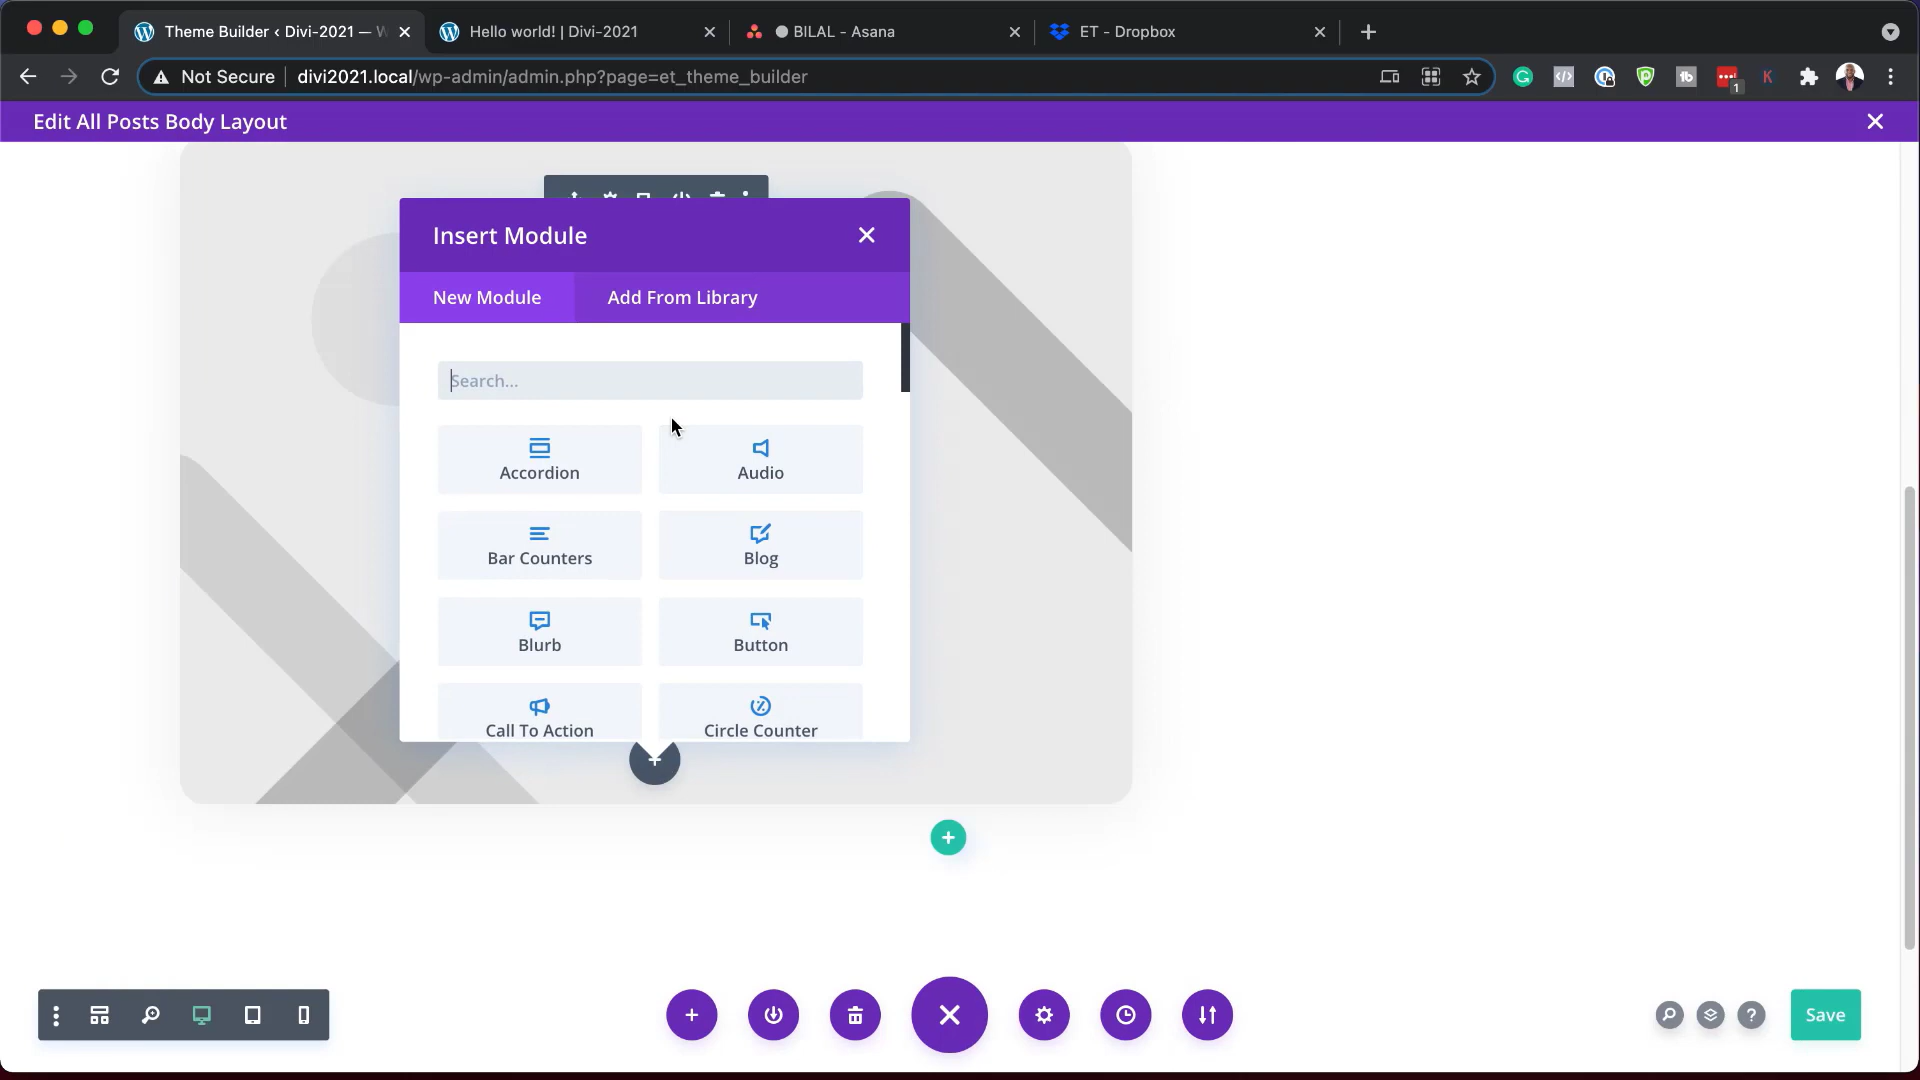 Theme Builder ‹ Divi-2021 — W
Hello world! | Divi-2021
BILAL - Asana
ET - Dropbox
Not Secure
divi2021.local/wp-admin/admin.php?page=et_theme_builder
1
Edit All Posts Body Layout
Insert Module
New Module
Add From Library
Search...
Accordion
Audio
Bar Counters
Blog
Blurb
Button
Call To Action
Circle Counter
Save